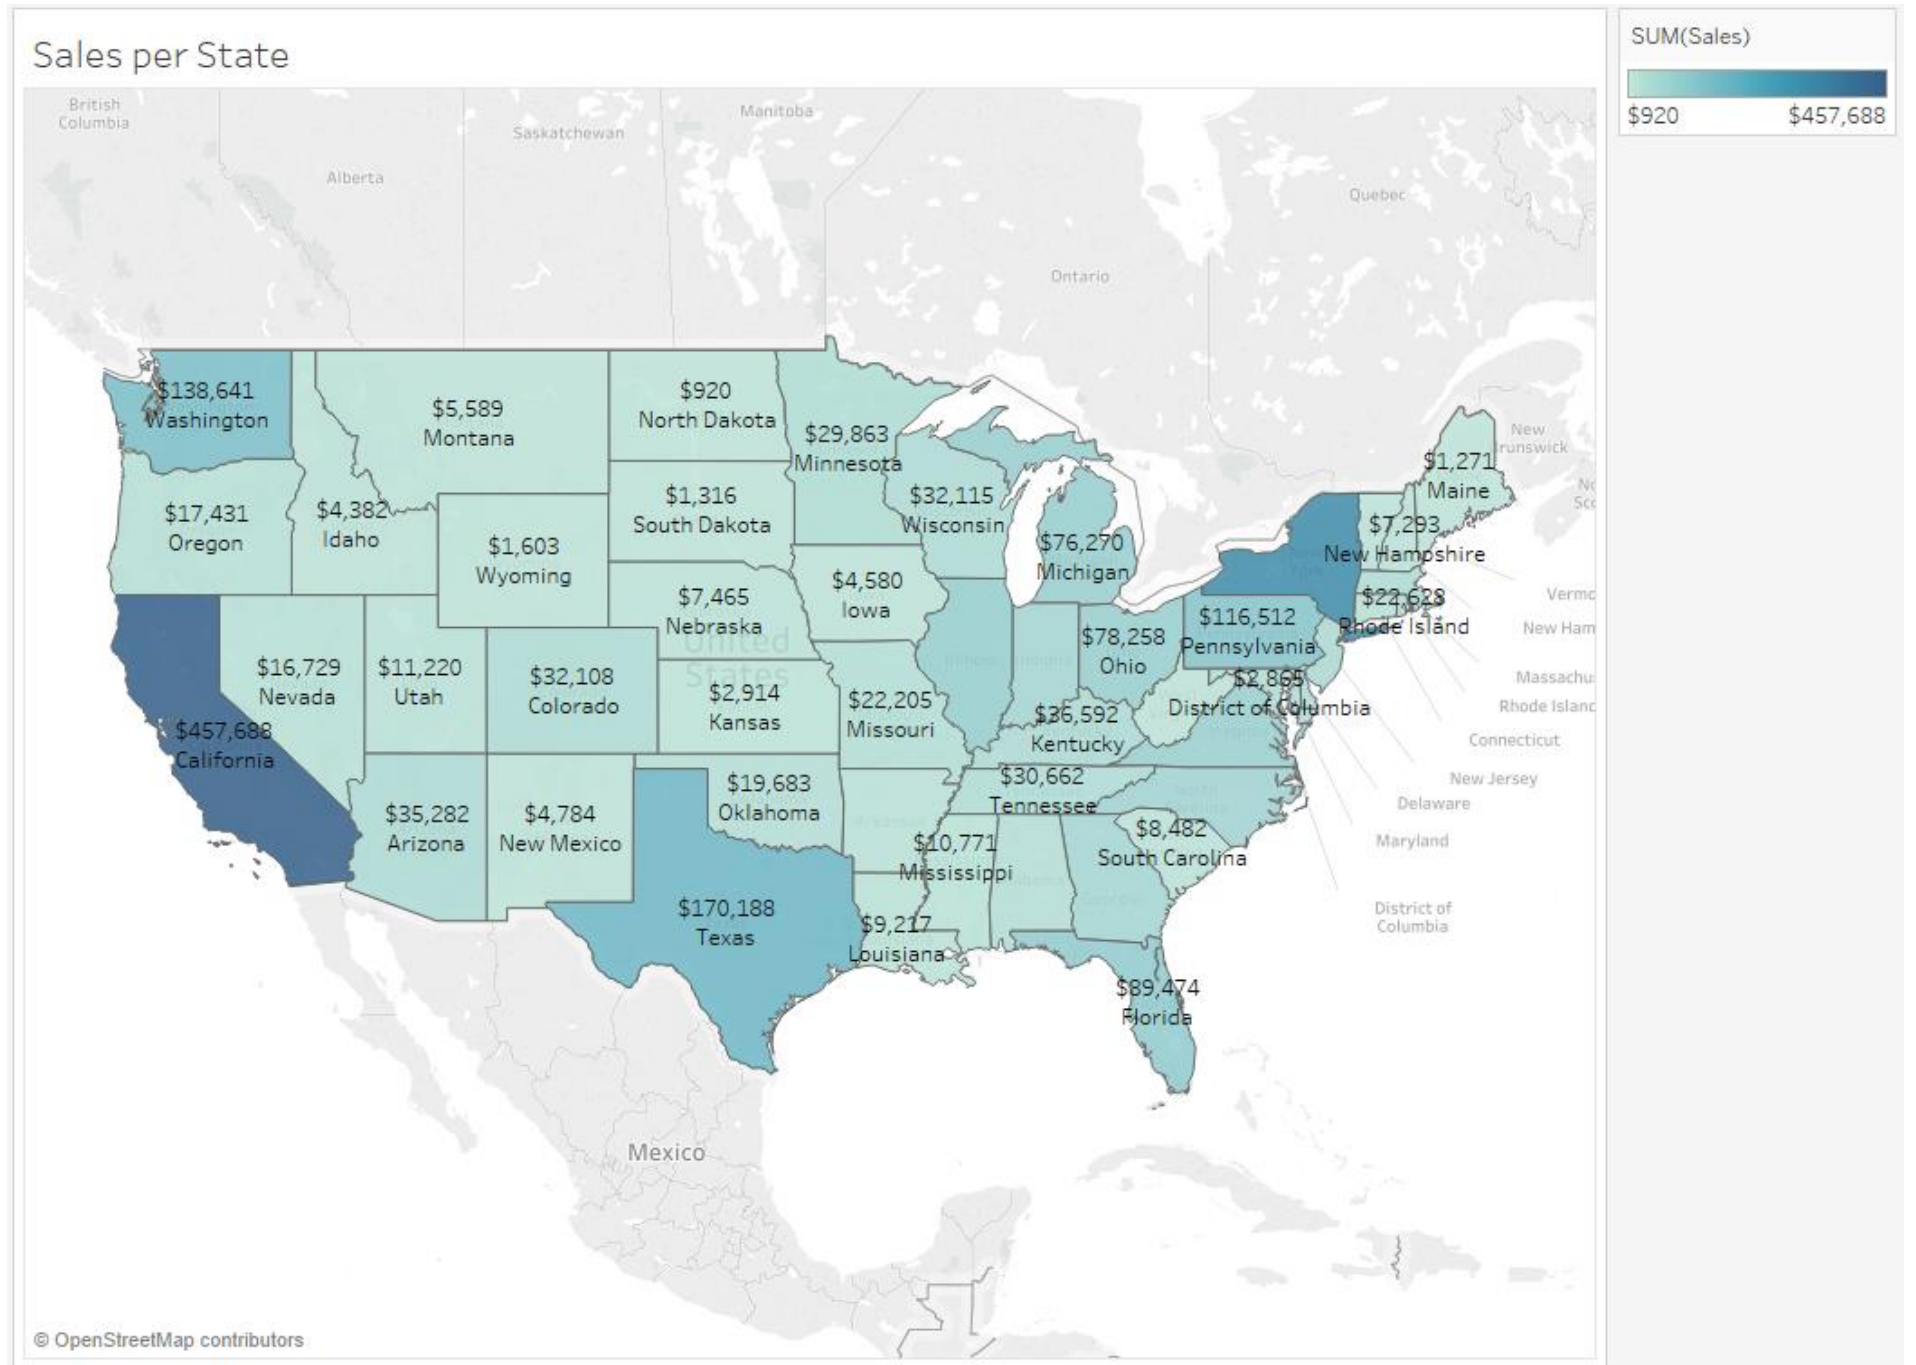 Sales per State
SUM(Sales)
$920
$457,688
British
Columbia
Alberta
Saskatchewan
Manitoba
Ontario
Quebec
New
runswick
$138,641
Washington
$5,589
Montana
$920
North Dakota
$29,863
Minnesota
$1,271
Maine
$17,431
Oregon
$4,382
Idaho
$1,603
Wyoming
$1,316
South Dakota
$32,115
Wisconsin
$76,270
Michigan
$7,293
New Hampshire
$7,465
Nebraska
$4,580
Iowa
$22,628
Rhode Island
$116,512
Pennsylvania
$78,258
Ohio
$16,729
Nevada
$11,220
Utah
$32,108
Colorado
United
States
$2,914
Kansas
$22,205
Missouri
$36,592
Kentucky
$2,865
District of Columbia
$457,688
California
$35,282
Arizona
$4,784
New Mexico
$19,683
Oklahoma
$30,662
Tennessee
$10,771
Mississippi
$8,482
South Carolina
$170,188
Texas
$9,217
Louisiana
$89,474
Florida
Vermo
New Ham
Massachu
Rhode Islanc
Connecticut
New Jersey
Delaware
Maryland
District of
Columbia
Mexico
© OpenStreetMap contributors